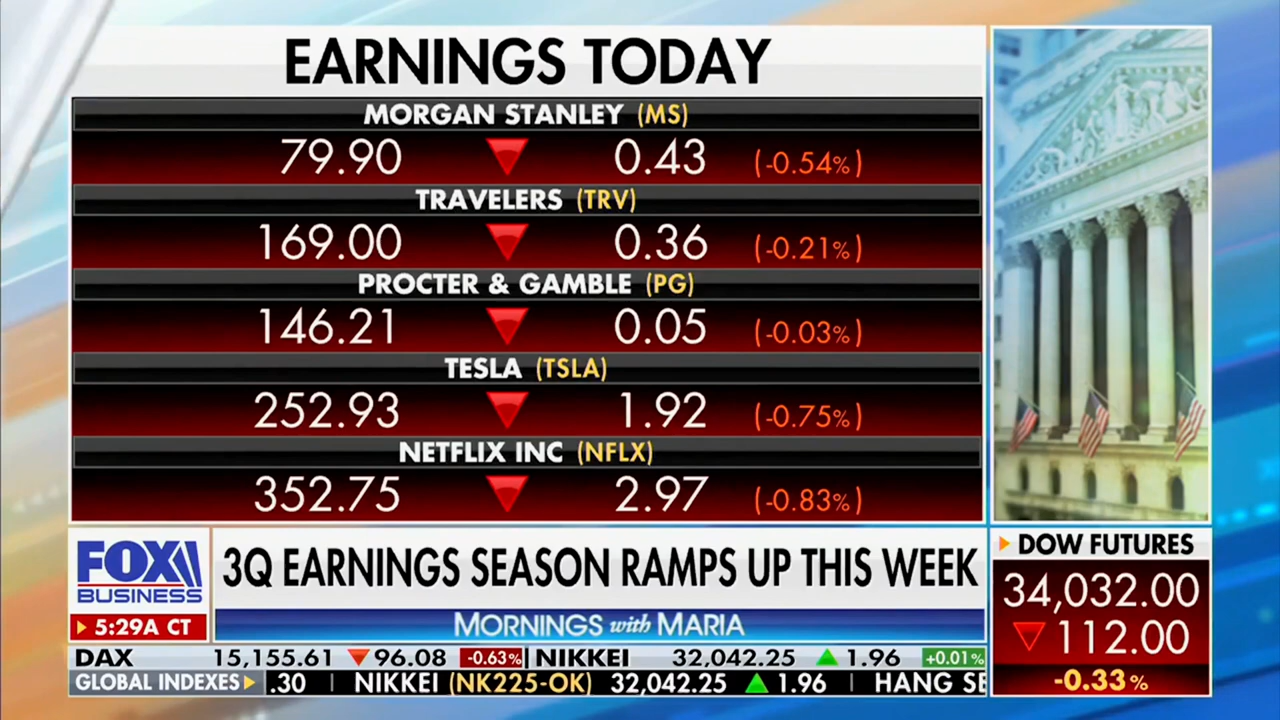 EARNINGS TODAY
MORGAN STANLEY (MS)
79.90 ▼ 0.43 (-0.54%)
TRAVELERS (TRV)
169.00 ▼ 0.36 (-0.21%)
PROCTER & GAMBLE (PG)
146.21 ▼ 0.05 (-0.03%)
TESLA (TSLA)
252.93 ▼ 1.92 (-0.75%)
NETFLIX INC (NFLX)
352.75 ▼ 2.97 (-0.83%)
FOX
BUSINESS
5:29A CT
3Q EARNINGS SEASON RAMPS UP THIS WEEK
MORNINGS with MARIA
DOW FUTURES
34,032.00
▼ 112.00
-0.33%
DAX 15,155.61 ▼ 96.08 -0.63% NIKKEI 32,042.25 ▲ 1.96 +0.01%
GLOBAL INDEXES .30 | NIKKEI (NK225-OK) 32,042.25 ▲ 1.96 | HANG SE